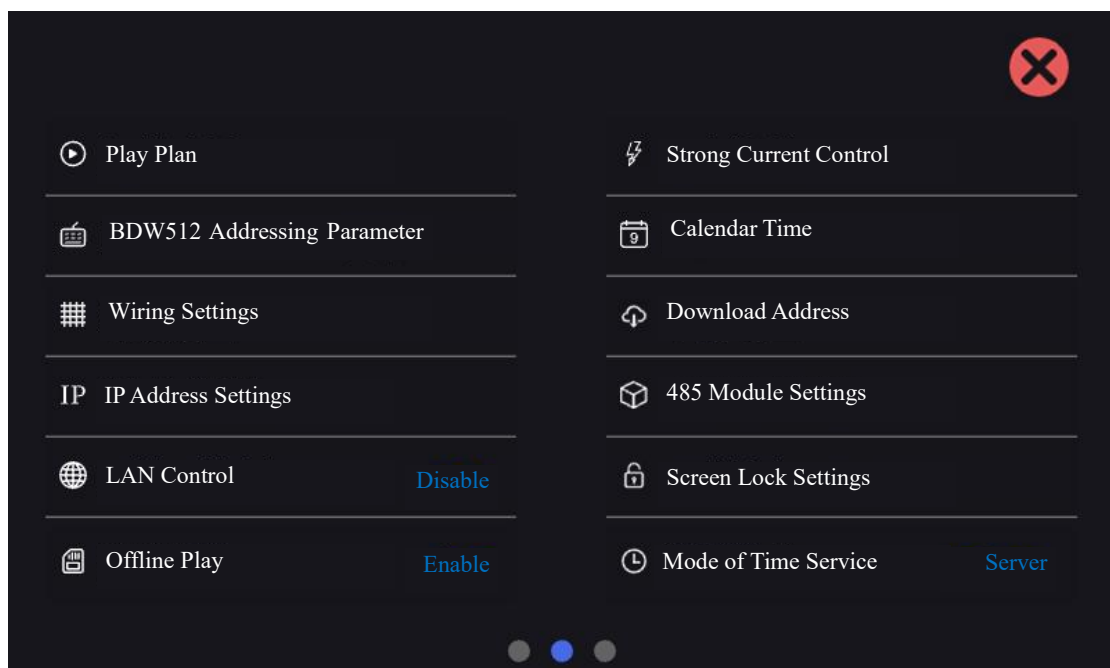 Play Plan
BDW512 Addressing Parameter
Wiring Settings
IP IP Address Settings
LAN Control Disable
Offline Play Enable
Strong Current Control
9 Calendar Time
Download Address
485 Module Settings
Screen Lock Settings
Mode of Time Service Server